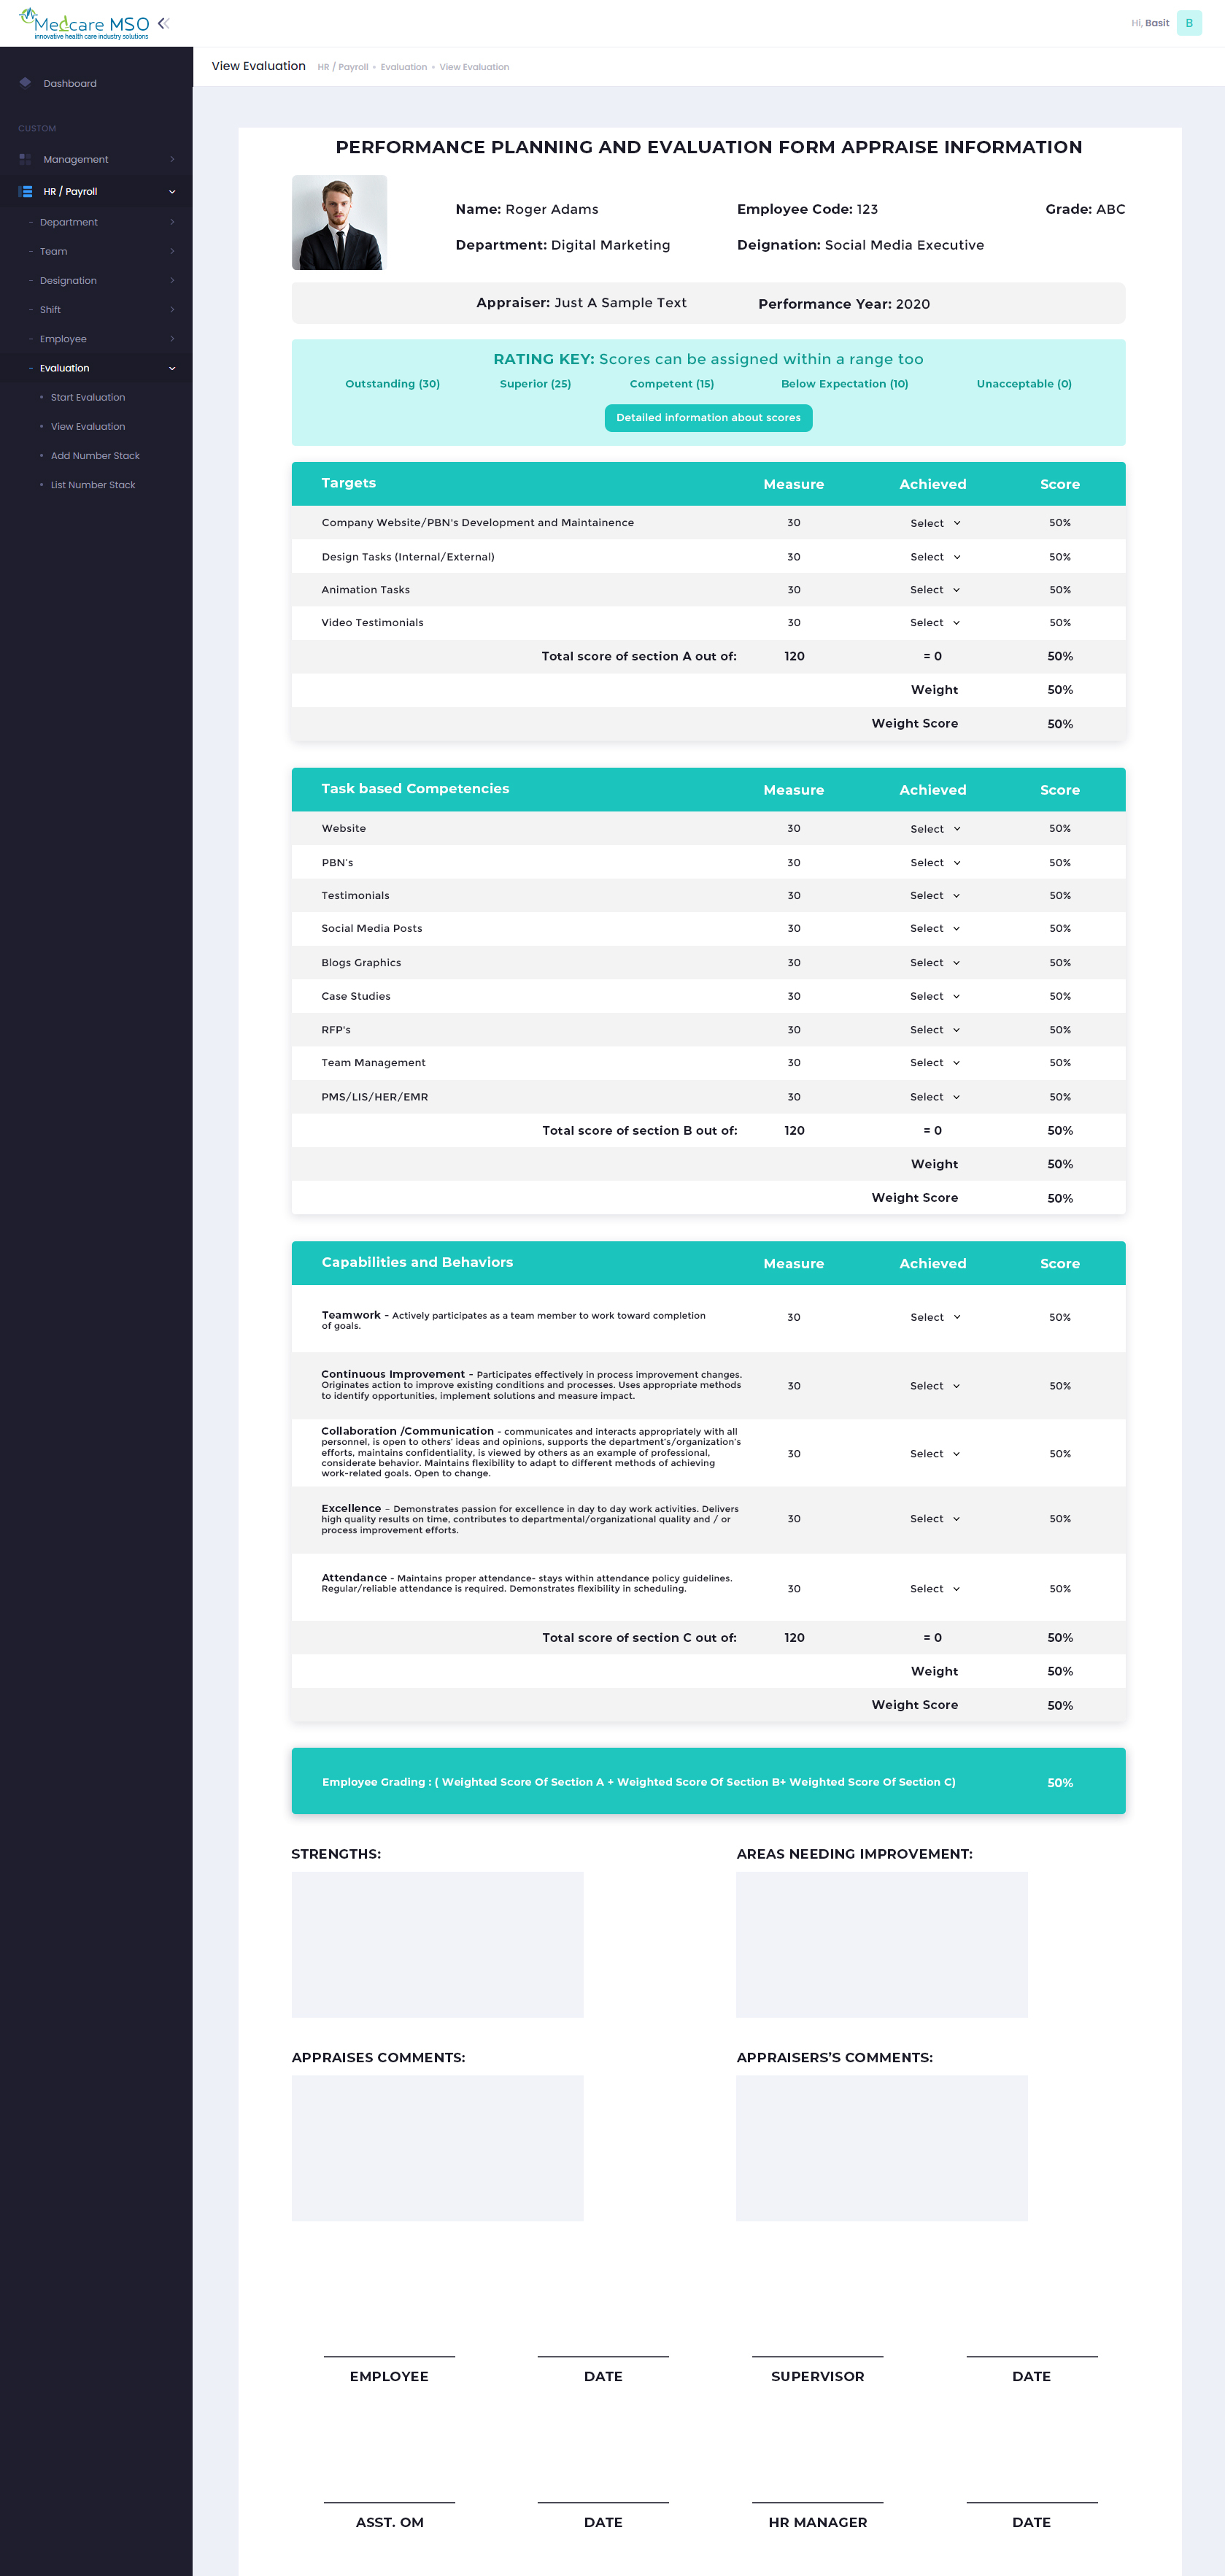 Medcare MSO
innovative health care industry solutions
Hi, Basit
B
View Evaluation
HR / Payroll • Evaluation • View Evaluation
Dashboard
CUSTOM
Management
HR / Payroll
- Department
- Team
- Designation
- Shift
- Employee
- Evaluation
• Start Evaluation
• View Evaluation
• Add Number Stack
• List Number Stack
PERFORMANCE PLANNING AND EVALUATION FORM APPRAISE INFORMATION
Name: Roger Adams
Employee Code: 123
Grade: ABC
Department: Digital Marketing
Deignation: Social Media Executive
Appraiser: Just A Sample Text
Performance Year: 2020
RATING KEY: Scores can be assigned within a range too
Outstanding (30) Superior (25) Competent (15) Below Expectation (10) Unacceptable (0)
Detailed information about scores
Targets Measure Achieved Score
Company Website/PBN's Development and Maintainence 30 Select 50%
Design Tasks (Internal/External) 30 Select 50%
Animation Tasks 30 Select 50%
Video Testimonials 30 Select 50%
Total score of section A out of: 120 = 0 50%
Weight 50%
Weight Score 50%
Task based Competencies Measure Achieved Score
Website 30 Select 50%
PBN's 30 Select 50%
Testimonials 30 Select 50%
Social Media Posts 30 Select 50%
Blogs Graphics 30 Select 50%
Case Studies 30 Select 50%
RFP's 30 Select 50%
Team Management 30 Select 50%
PMS/LIS/HER/EMR 30 Select 50%
Total score of section B out of: 120 = 0 50%
Weight 50%
Weight Score 50%
Capabilities and Behaviors Measure Achieved Score
Teamwork - Actively participates as a team member to work toward completion
of goals.
30 Select 50%
Continuous Improvement - Participates effectively in process improvement changes.
Originates action to improve existing conditions and processes. Uses appropriate methods
to identify opportunities, implement solutions and measure impact.
30 Select 50%
Collaboration /Communication - communicates and interacts appropriately with all
personnel, is open to others' ideas and opinions, supports the department's/organization's
efforts, maintains confidentiality, is viewed by others as an example of professional,
considerate behavior. Maintains flexibility to adapt to different methods of achieving
work-related goals. Open to change.
30 Select 50%
Excellence – Demonstrates passion for excellence in day to day work activities. Delivers
high quality results on time, contributes to departmental/organizational quality and / or
process improvement efforts.
30 Select 50%
Attendance - Maintains proper attendance- stays within attendance policy guidelines.
Regular/reliable attendance is required. Demonstrates flexibility in scheduling.
30 Select 50%
Total score of section C out of: 120 = 0 50%
Weight 50%
Weight Score 50%
Employee Grading : ( Weighted Score Of Section A + Weighted Score Of Section B+ Weighted Score Of Section C) 50%
STRENGTHS:
AREAS NEEDING IMPROVEMENT:
APPRAISES COMMENTS:
APPRAISERS'S COMMENTS:
EMPLOYEE DATE SUPERVISOR DATE
ASST. OM DATE HR MANAGER DATE